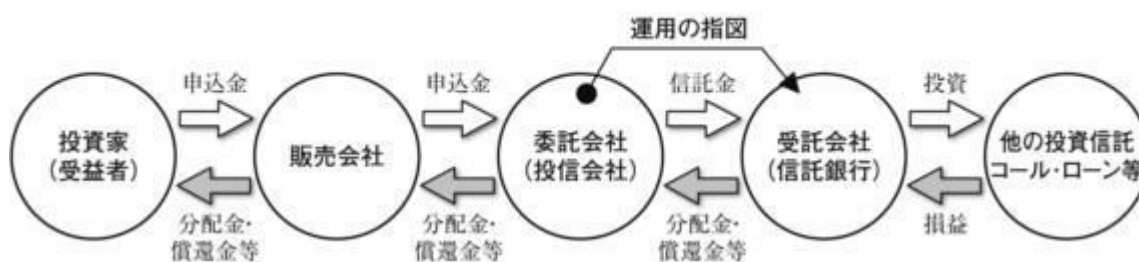 運用の指図
申込金
申込金
信託金
投資
投資家
(受益者)
販売会社
委託会社
(投信会社)
受託会社
(信託銀行)
他の投資信託
コール・ローン等
分配金・
償還金等
分配金・
償還金等
分配金・
償還金等
損益